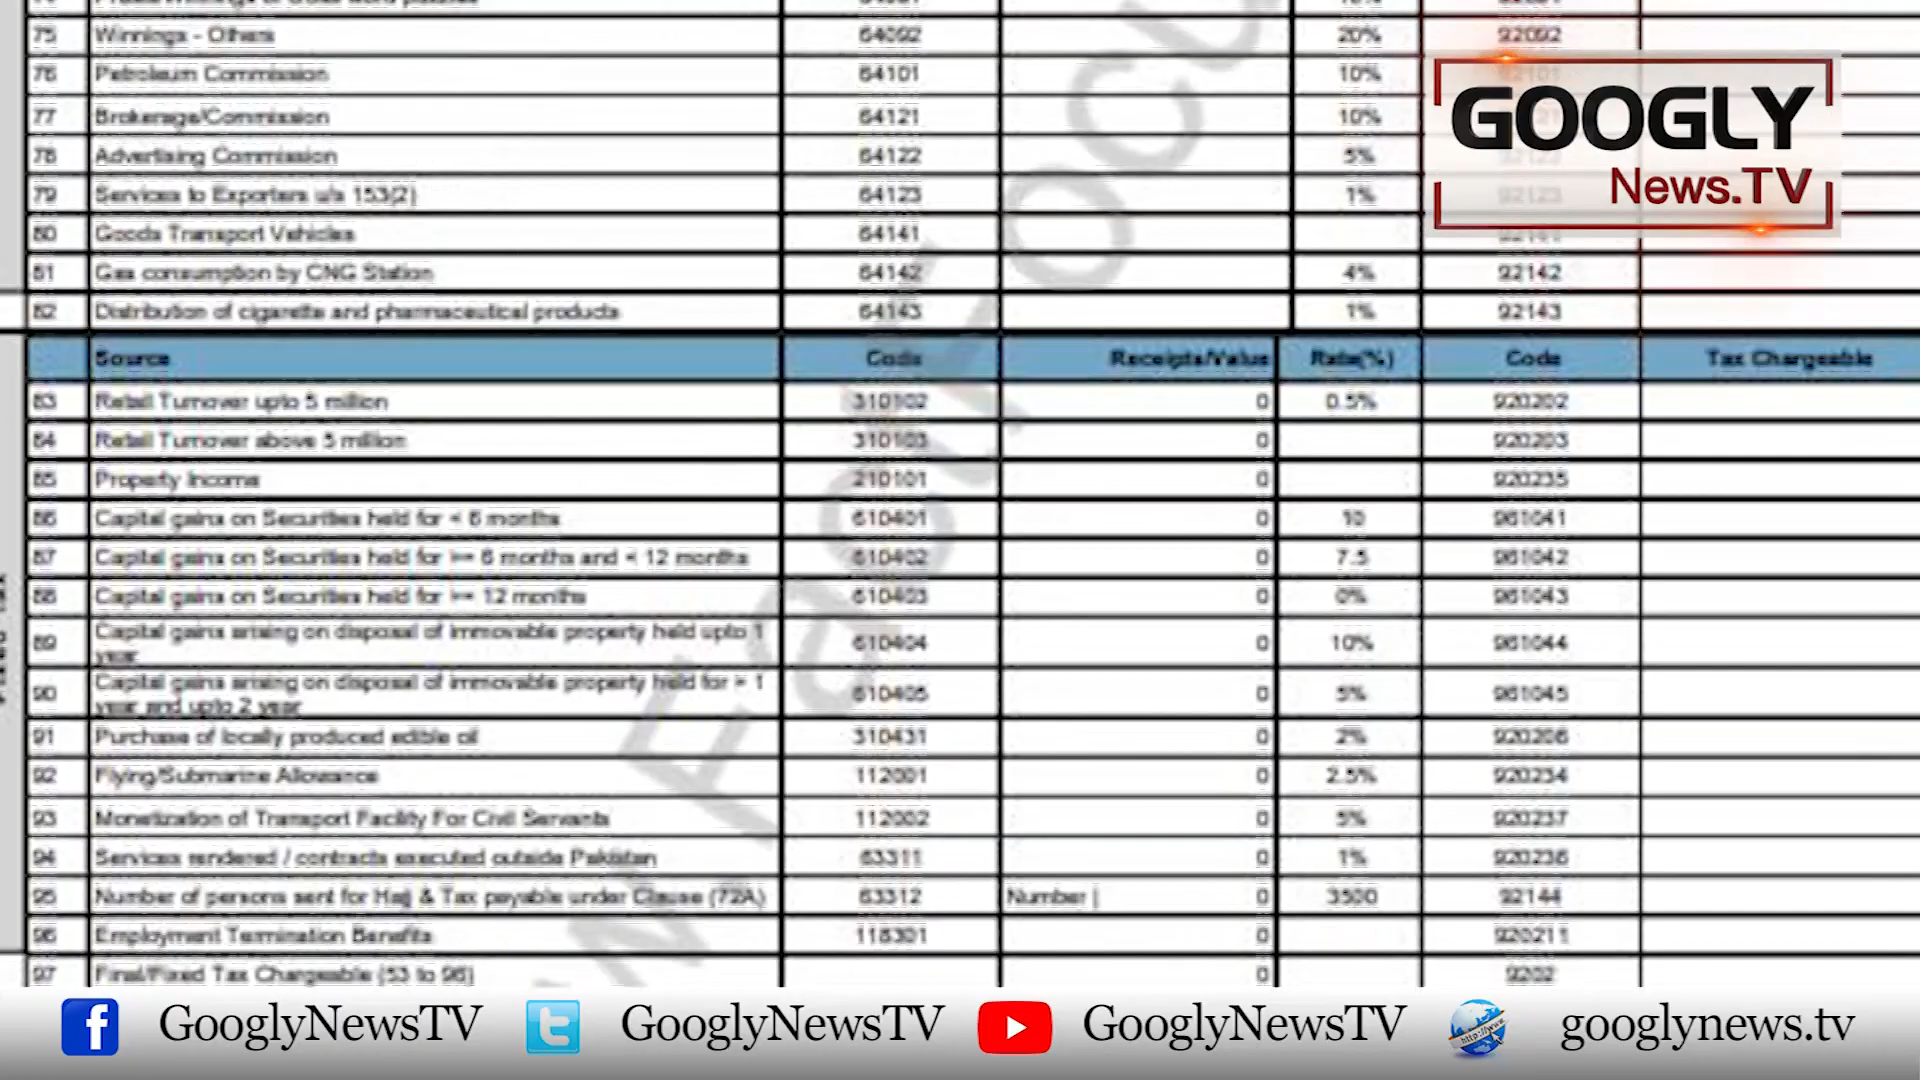 75 Winnings - Others 64092 20% 92092
76 Petroleum Commission 64101 10% 92101
77 Brokerage/Commission 64121 10%
78 Advertising Commission 64122 5% 92122
79 Services to Exporters u/s 153(2) 64123 1% 92123
80 Goods Transport Vehicles 64141 92141
81 Gas consumption by CNG Station 64142 4% 92142
82 Distribution of cigarette and pharmaceutical products 64143 1% 92143
Source Code Receipts/Value Rate(%) Code Tax Chargeable
83 Retail Turnover upto 5 million 310102 0 0.5% 920202
84 Retail Turnover above 5 million 310103 0 920203
85 Property Income 210101 0 920235
86 Capital gains on Securities held for < 6 months 610401 0 10 961041
87 Capital gains on Securities held for >= 6 months and < 12 months 610402 0 7.5 961042
88 Capital gains on Securities held for >= 12 months 610403 0 0% 961043
89 Capital gains arising on disposal of immovable property held upto 1 year 610404 0 10% 961044
90 Capital gains arising on disposal of immovable property held for > 1 year and upto 2 year 610405 0 5% 961045
91 Purchase of locally produced edible oil 310431 0 2% 920208
92 Flying/Submarine Allowance 112001 0 2.5% 920234
93 Monetization of Transport Facility For Civil Servants 112002 0 5% 920237
94 Services rendered / contracts executed outside Pakistan 63311 0 1% 920236
95 Number of persons sent for Hajj & Tax payable under Clause (72A) 63312 Number | 0 3500 92144
96 Employment Termination Benefits 118301 0 920211
97 Final/Fixed Tax Chargeable (53 to 96) 0 9202
GOOGLY
News.TV
GooglyNewsTV GooglyNewsTV GooglyNewsTV googlynews.tv